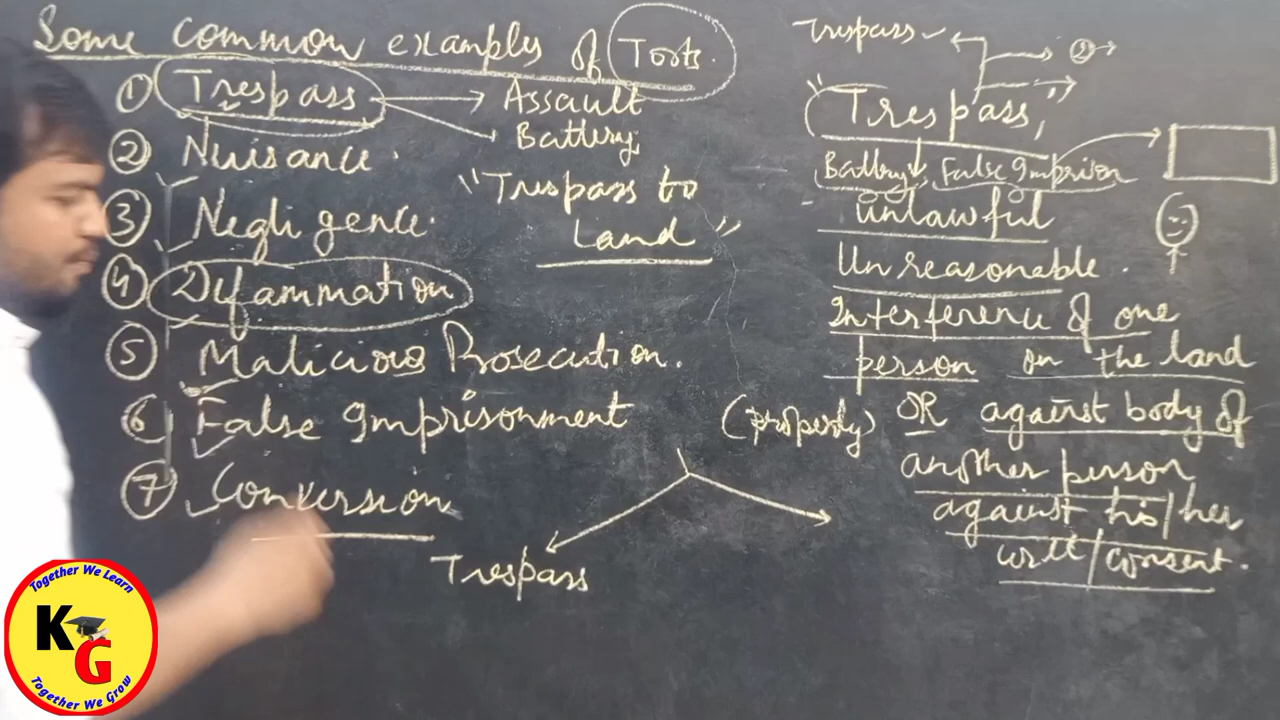 Some common examples of Torts.
① Trespass
Assault
Battery,
② Nuisance.
"Trespass to
Land"
③ Negligence.
④ Defammation
⑤ Malicious Prosecution.
⑥ False Imprisonment
⑦ Conversion
Trespass
Trespass
②
"Trespass"
Battery, False Imprison
unlawful
Unreasonable.
Interference of one
person on the land
(property) OR against body of
another person
against his/her
will/consent.
Together We Learn
KG
Together We Grow